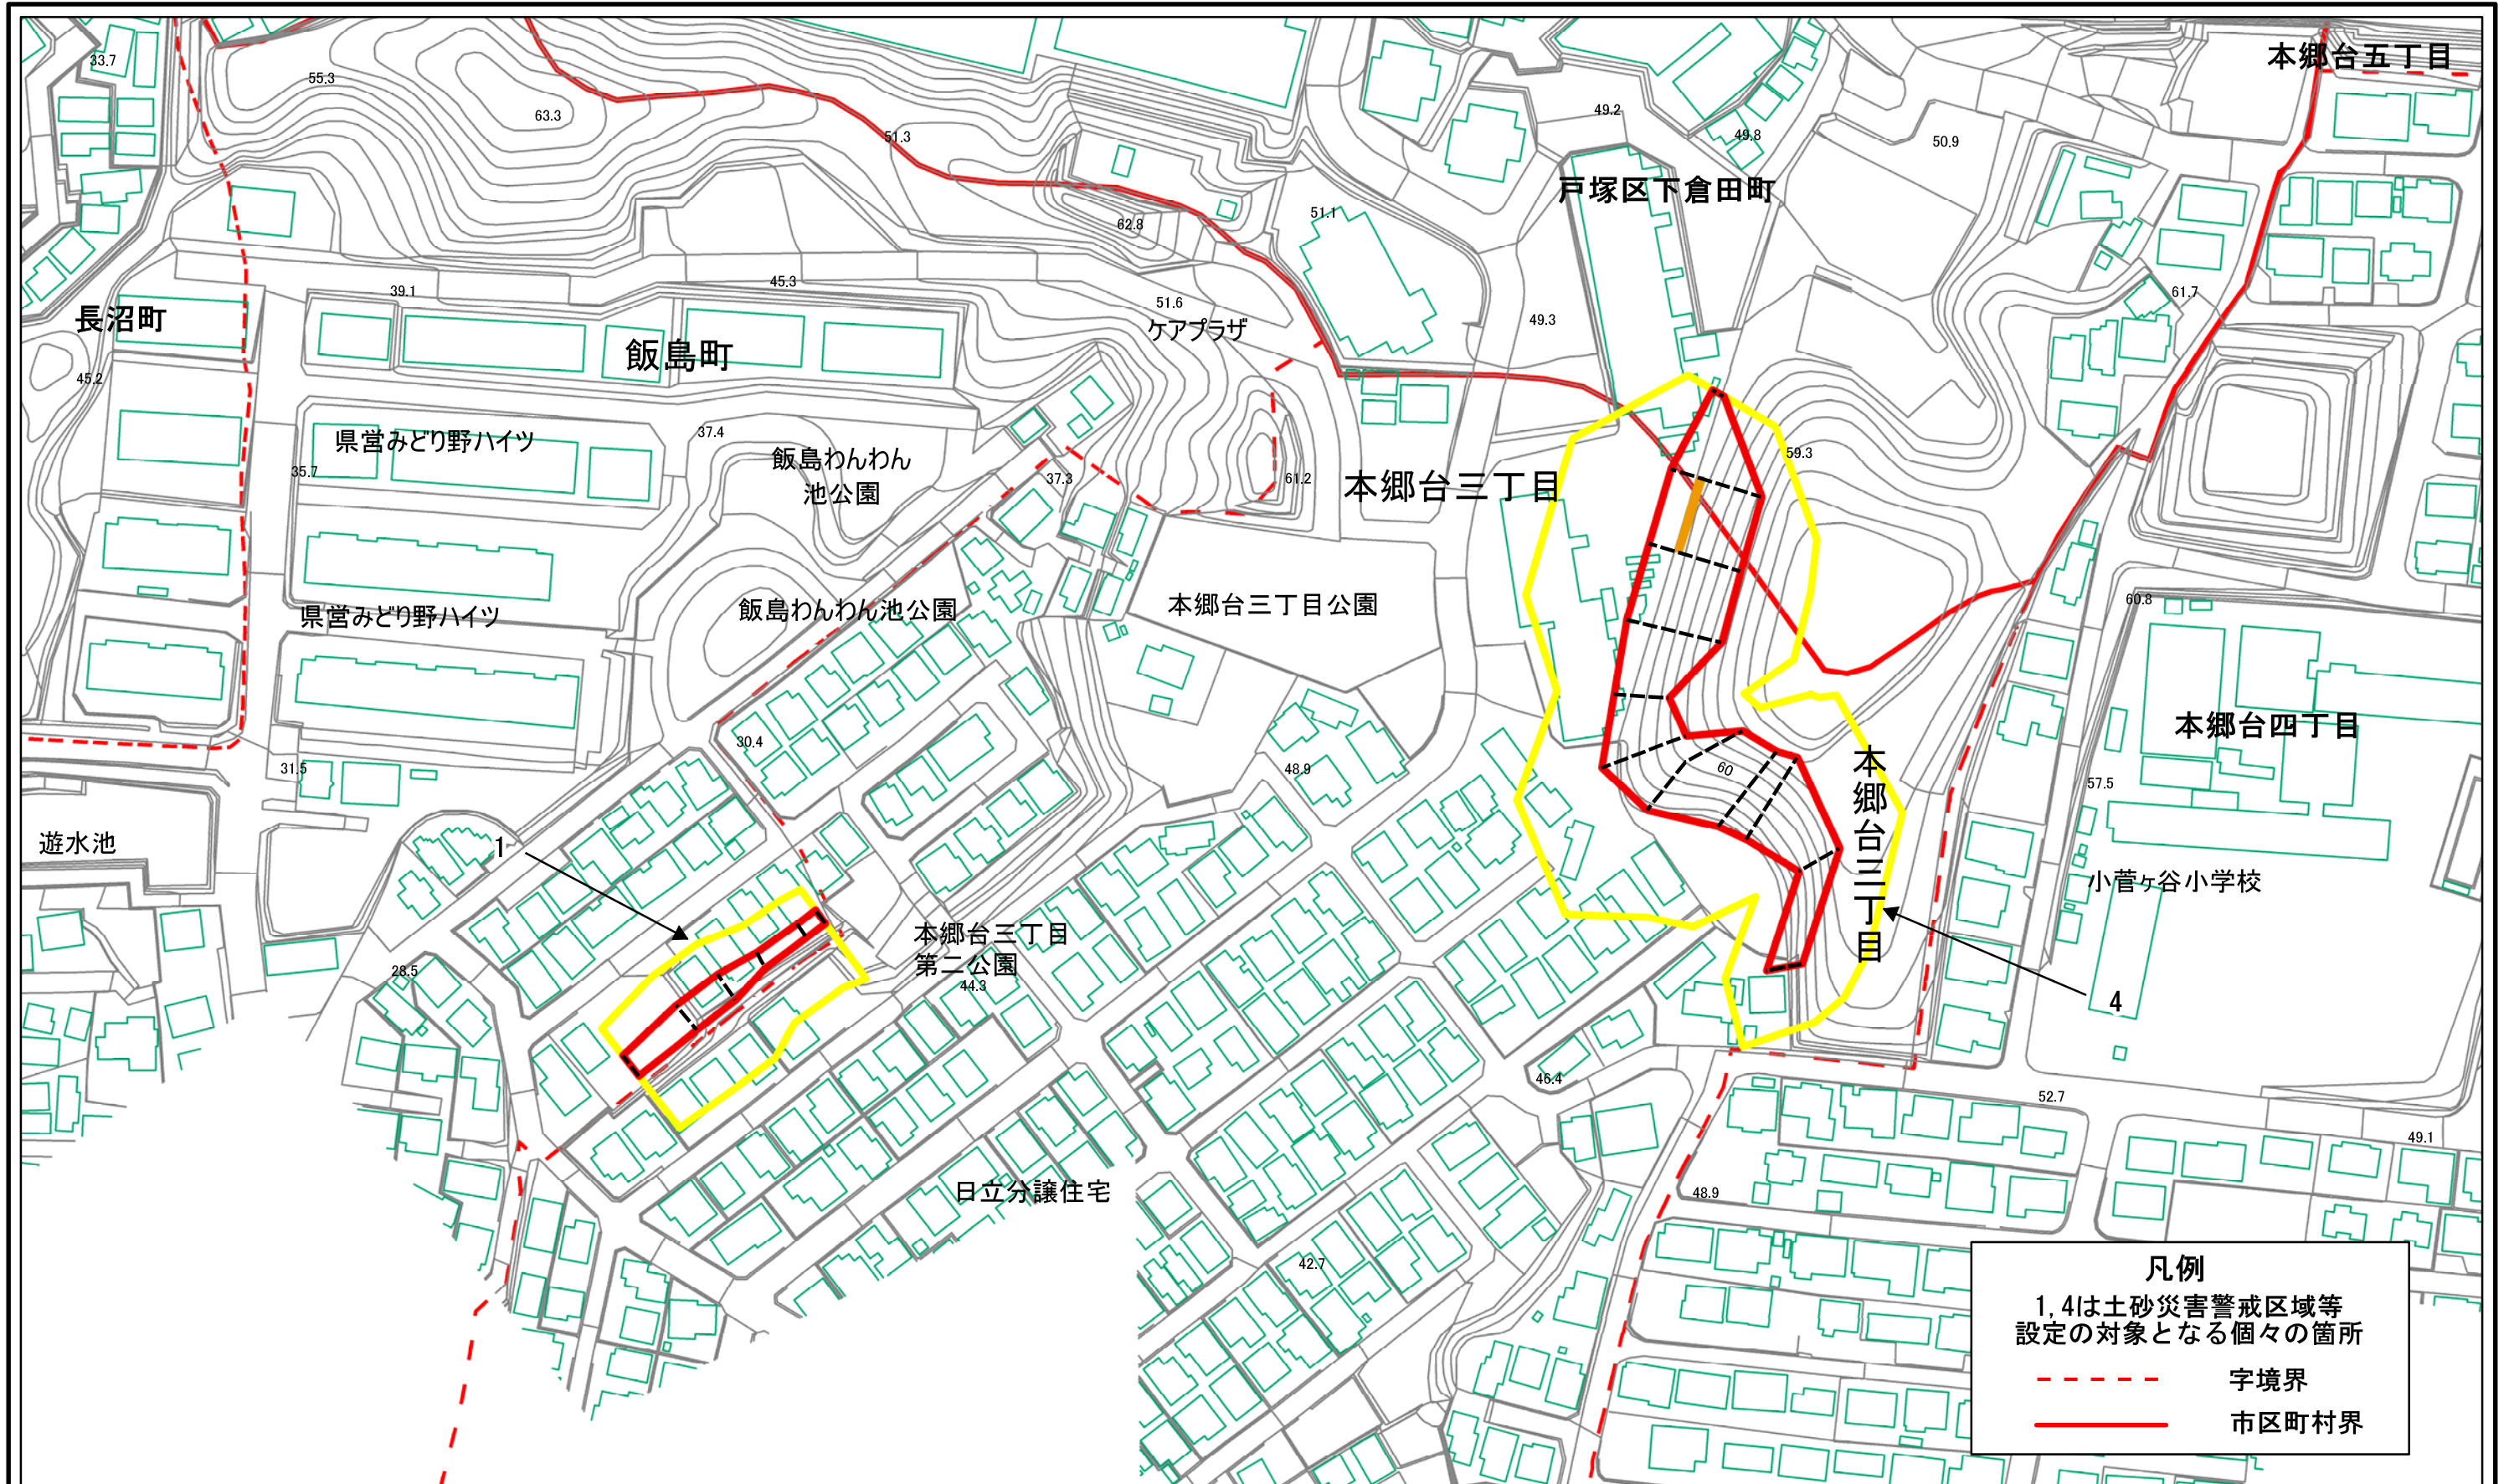 本郷台五丁目
33.7
55.3
63.3
51.3
49.2
49.8
50.9
戸塚区下倉田町
51.1
62.8
61.7
39.1
45.3
51.6
ケアプラザ
49.3
長沼町
飯島町
45.2
県営みどり野ハイツ
37.4
飯島わんわん
池公園
35.7
37.3
61.2
本郷台三丁目
59.3
県営みどり野ハイツ
飯島わんわん池公園
本郷台三丁目公園
60.8
30.4
31.5
48.9
60
本郷台三丁目
本郷台四丁目
57.5
遊水池
1
小菅ヶ谷小学校
本郷台三丁目
第二公園
44.3
28.5
4
46.4
52.7
49.1
日立分譲住宅
48.9
42.7
凡例
1,4は土砂災害警戒区域等
設定の対象となる個々の箇所
字境界
市区町村界